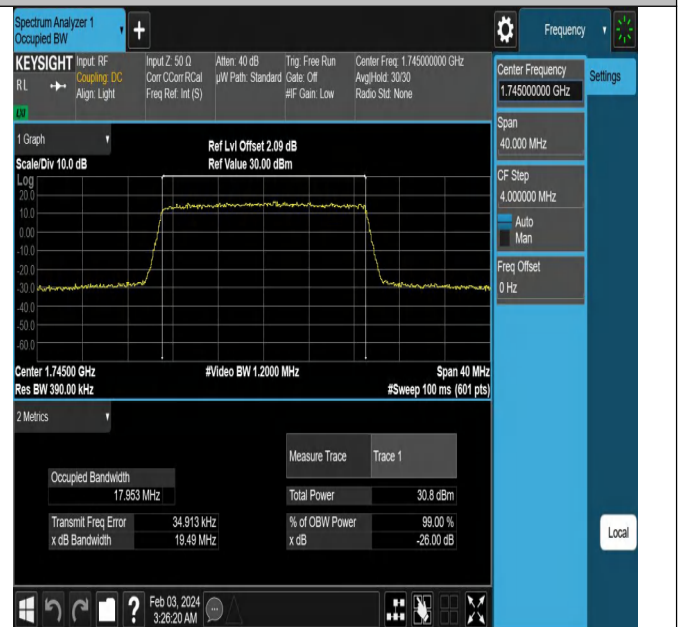 Spectrum Analyzer 1
Occupied BW
+
Frequency
KEYSIGHT
RL
LXI
Input: RF
Coupling: DC
Align: Light
Input Z: 50 Ω
Corr CCorr RCal
Freq Ref: Int (S)
Atten: 40 dB
µW Path: Standard
Trig: Free Run
Gate: Off
#IF Gain: Low
Center Freq: 1.745000000 GHz
Avg|Hold: 30/30
Radio Std: None
Center Frequency
1.745000000 GHz
Settings
Span
40.000 MHz
CF Step
4.000000 MHz
Auto
Man
Freq Offset
0 Hz
1 Graph
Scale/Div 10.0 dB
Ref Lvl Offset 2.09 dB
Ref Value 30.00 dBm
Log
20.0
10.0
0.00
-10.0
-20.0
-30.0
-40.0
-50.0
-60.0
Center 1.74500 GHz
Res BW 390.00 kHz
#Video BW 1.2000 MHz
Span 40 MHz
#Sweep 100 ms (601 pts)
2 Metrics
Measure Trace Trace 1
Occupied Bandwidth
17.953 MHz
Total Power 30.8 dBm
Transmit Freq Error 34.913 kHz
% of OBW Power 99.00 %
x dB Bandwidth 19.49 MHz
x dB -26.00 dB
Local
?
Feb 03, 2024
3:26:20 AM